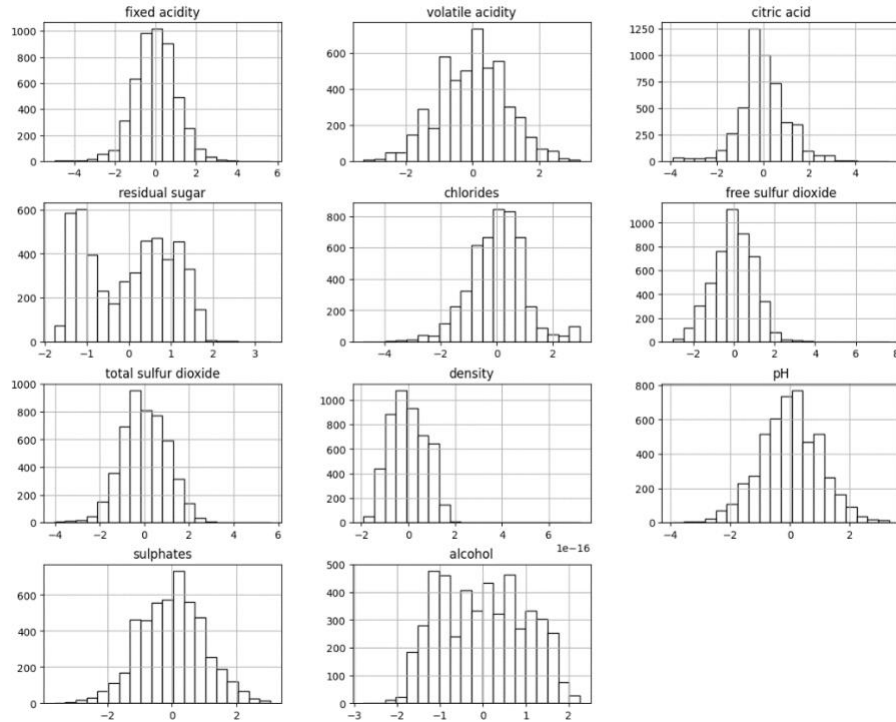 fixed acidity
1000
800
600
400
200
0
−4 −2 0 2 4 6
volatile acidity
600
400
200
0
−2 0 2
citric acid
1250
1000
750
500
250
0
−4 −2 0 2 4
residual sugar
600
400
200
0
−2 −1 0 1 2 3
chlorides
800
600
400
200
0
−4 −2 0 2
free sulfur dioxide
1000
800
600
400
200
0
−2 0 2 4 6 8
total sulfur dioxide
1000
800
600
400
200
0
−4 −2 0 2 4 6
density
1000
800
600
400
200
0
−2 0 2 4 6
1e−16
pH
800
600
400
200
0
−4 −2 0 2
sulphates
600
400
200
0
−2 0 2
alcohol
500
400
300
200
100
0
−3 −2 −1 0 1 2